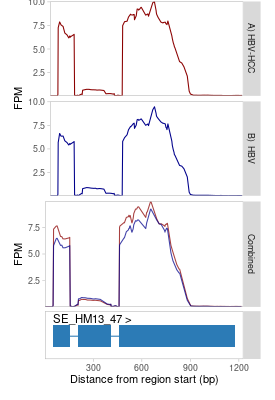 10.0
7.5
5.0
2.5
FPM
A) HBV-HCC
10.0
7.5
5.0
2.5
FPM
B) HBV
7.5
5.0
2.5
FPM
Combined
SE_HM13_47 >
300 600 900 1200
Distance from region start (bp)